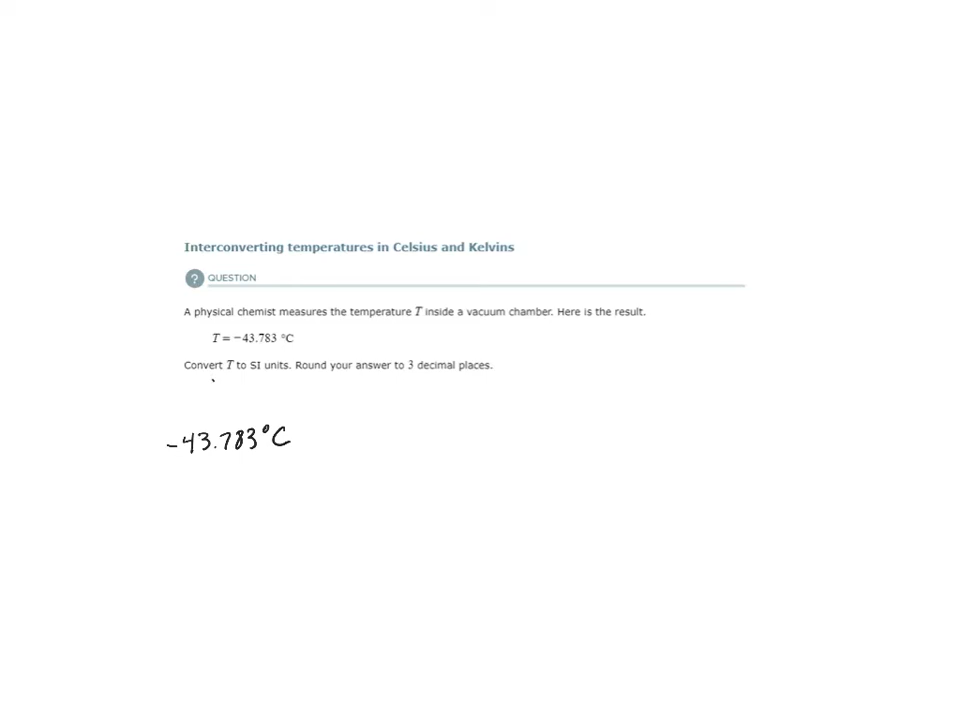 Interconverting temperatures in Celsius and Kelvins
? QUESTION
A physical chemist measures the temperature T inside a vacuum chamber. Here is the result.
T = −43.783 °C
Convert T to SI units. Round your answer to 3 decimal places.
-43.783°C